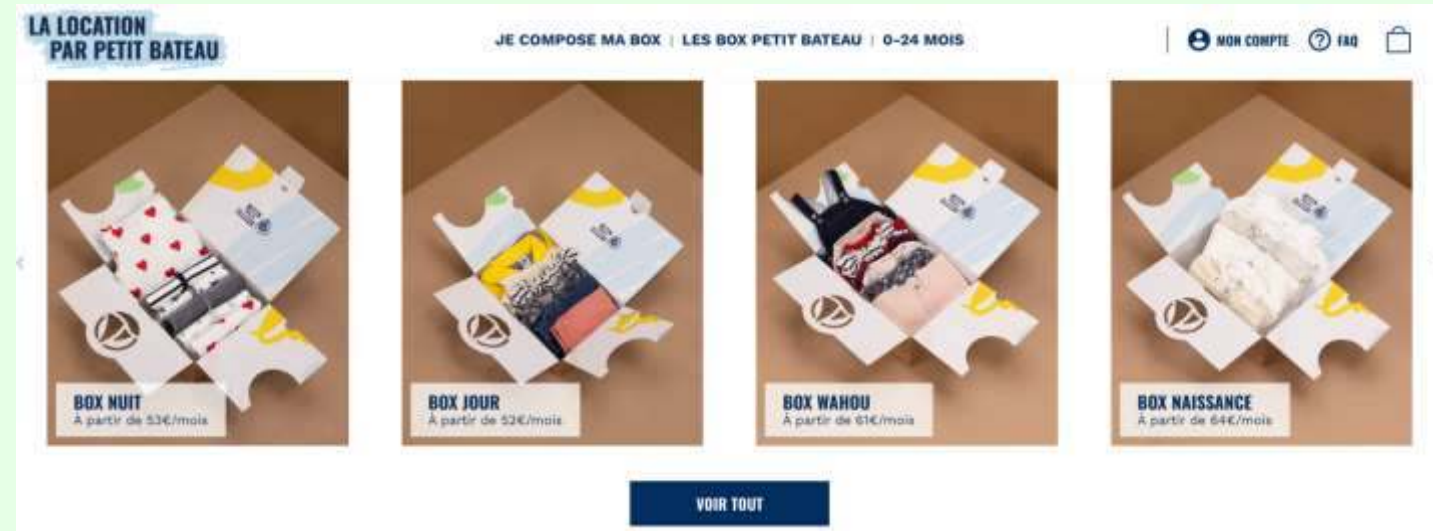 LA LOCATION
PAR PETIT BATEAU
JE COMPOSE MA BOX | LES BOX PETIT BATEAU | 0-24 MOIS
MON COMPTE
FAQ
BOX NUIT
À partir de 53€/mois
BOX JOUR
À partir de 52€/mois
BOX WAHOU
À partir de 61€/mois
BOX NAISSANCE
À partir de 64€/mois
VOIR TOUT